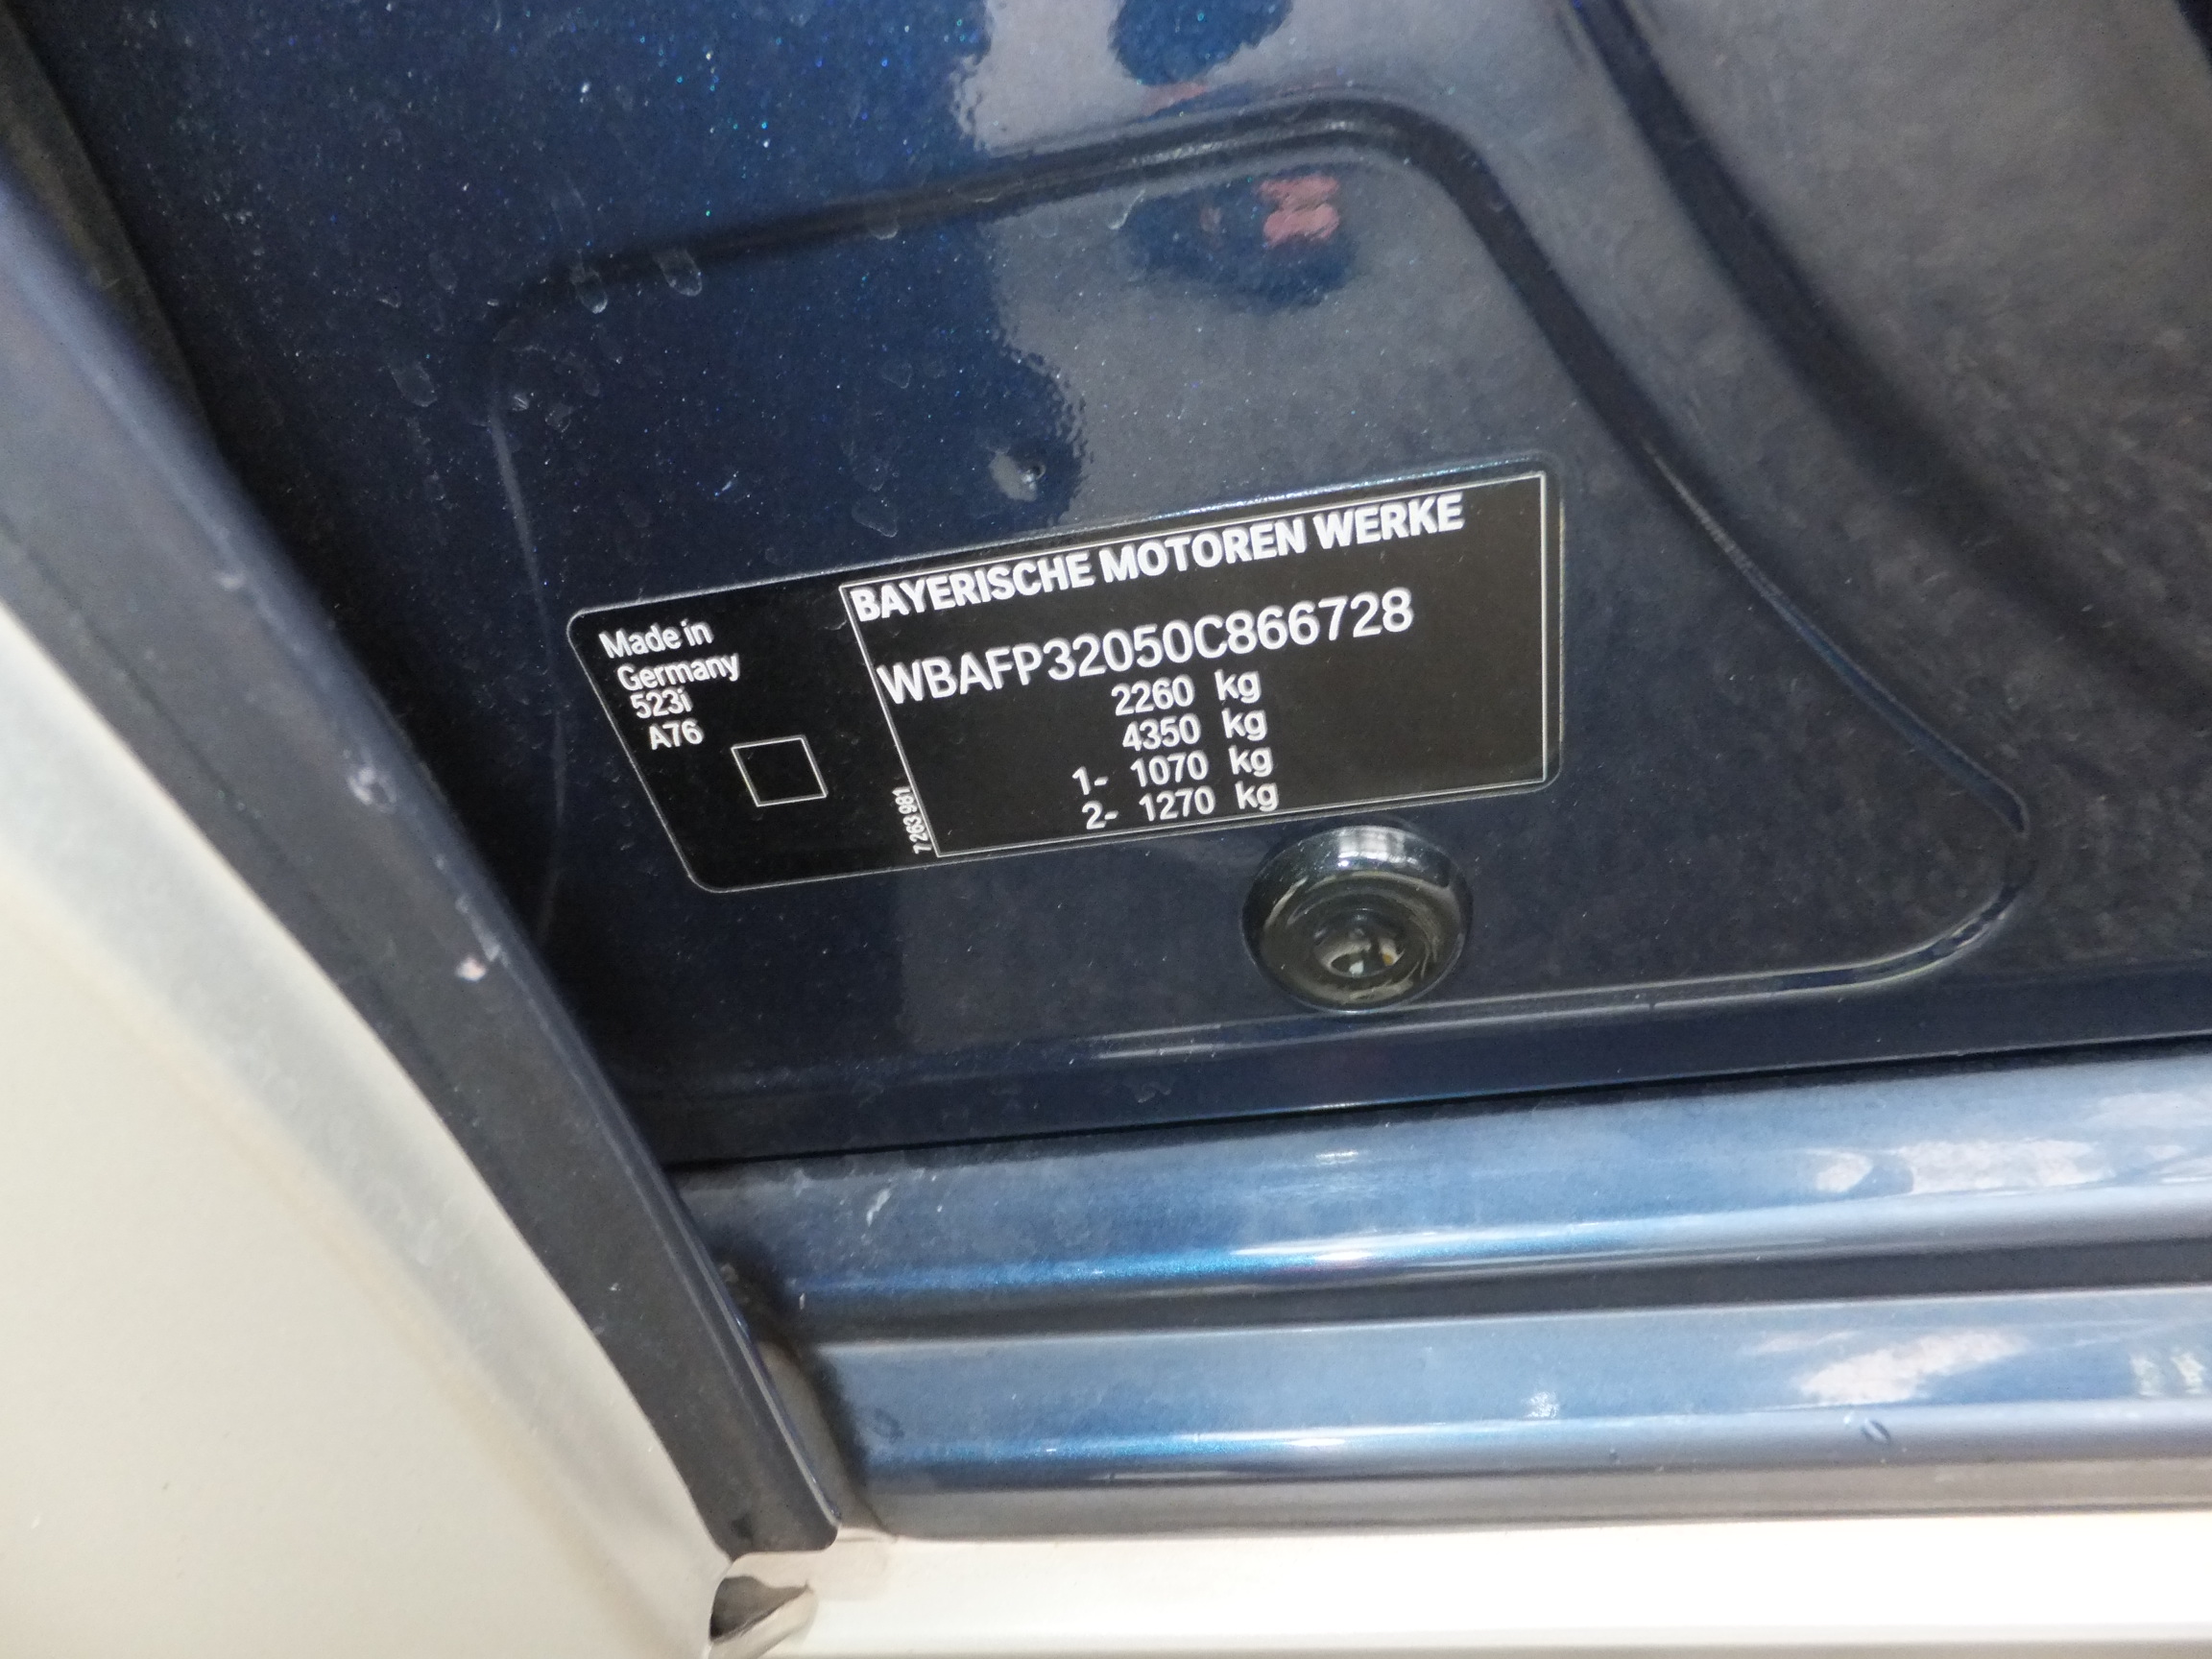 Made in
Germany
523i
A76
7 263 981
BAYERISCHE MOTOREN WERKE
WBAFP32050C866728
2260 kg
4350 kg
1- 1070 kg
2- 1270 kg